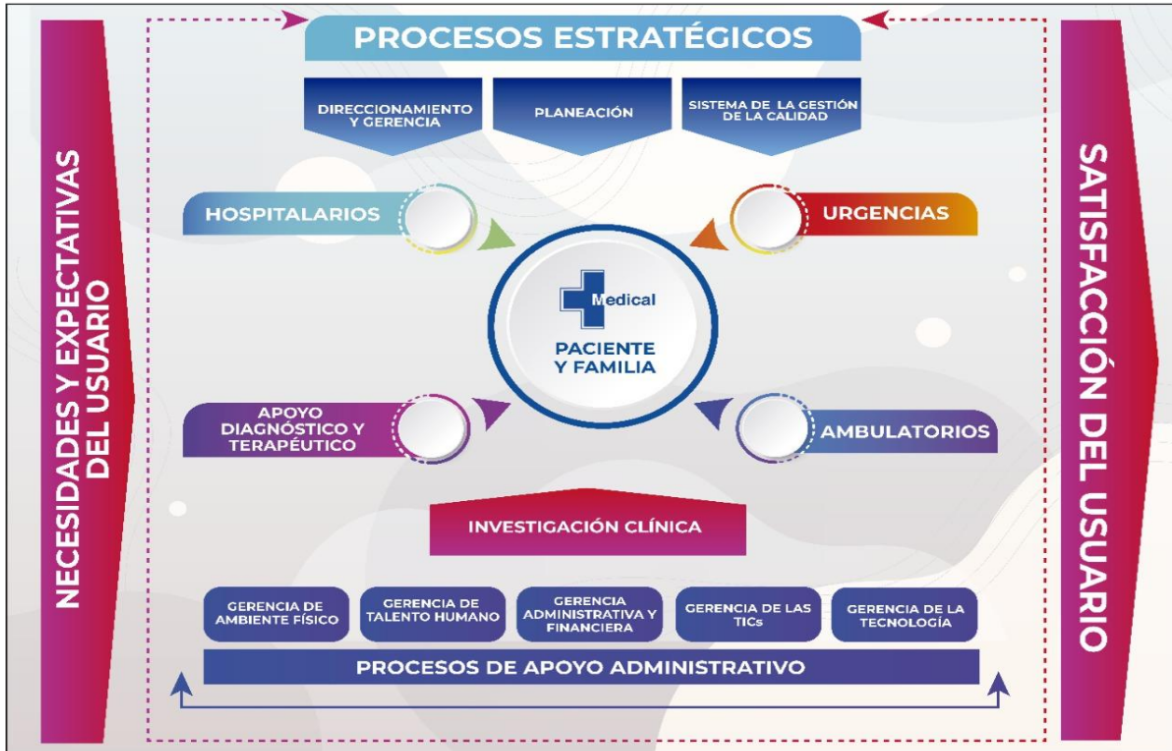 PROCESOS ESTRATÉGICOS
DIRECCIONAMIENTO
Y GERENCIA
PLANEACIÓN
SISTEMA DE LA GESTIÓN
DE LA CALIDAD
NECESIDADES Y EXPECTATIVAS
DEL USUARIO
HOSPITALARIOS
URGENCIAS
Medical
PACIENTE
Y FAMILIA
APOYO
DIAGNÓSTICO Y
TERAPÉUTICO
AMBULATORIOS
SATISFACCIÓN DEL USUARIO
INVESTIGACIÓN CLÍNICA
GERENCIA DE
AMBIENTE FÍSICO
GERENCIA DE
TALENTO HUMANO
GERENCIA
ADMINISTRATIVA Y
FINANCIERA
GERENCIA DE LAS
TICs
GERENCIA DE LA
TECNOLOGÍA
PROCESOS DE APOYO ADMINISTRATIVO